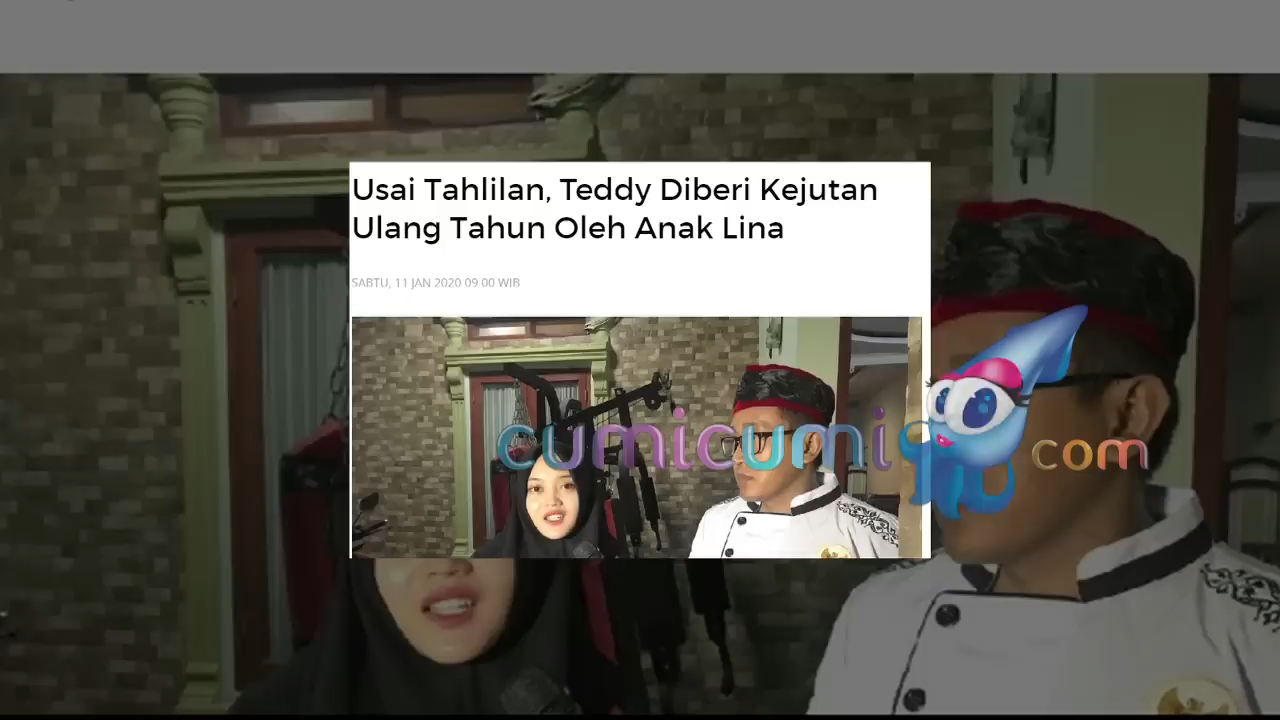 Usai Tahlilan, Teddy Diberi Kejutan
Ulang Tahun Oleh Anak Lina
SABTU, 11 JAN 2020 09.00 WIB
cumicumi.com